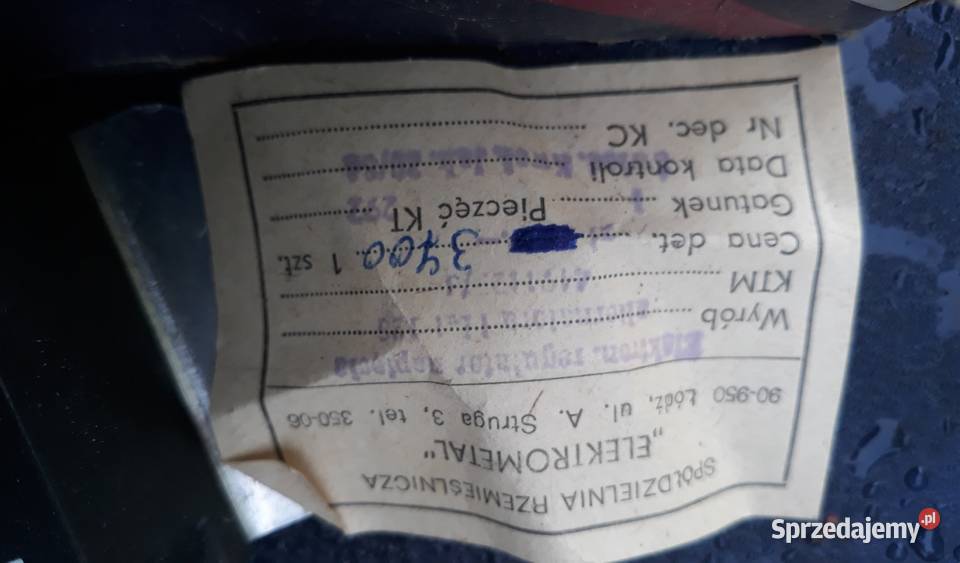 SPÓŁDZIELNIA RZEMIEŚLNICZA
„ELEKTROMETAL”
90-950 Łódź, ul. A. Struga 3, tel. 350-06
Elektron. regulator napięcia
Wyrób
KTM
Cena det. 3400 1 szt.
Gatunek Pieczęć KT
Data kontroli
Nr dec. KC
Sprzedajemy.pl